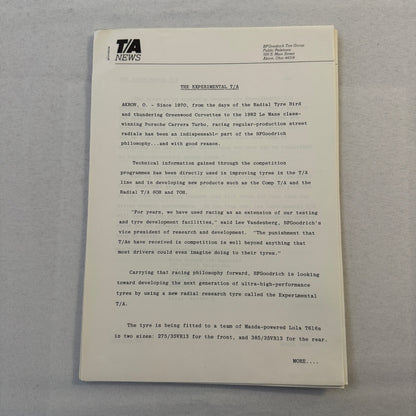 T/A
NEWS
BFGoodrich Tire Group
Public Relations
500 S. Main Street
Akron, Ohio 44318
THE EXPERIMENTAL T/A
AKRON, O. - Since 1970, from the days of the Radial Tyre Bird
and thundering Greenwood Corvettes to the 1982 Le Mans class-
winning Porsche Carrera Turbo, racing regular-production street
radials has been an indispensable part of the BFGoodrich
philosophy...and with good reason.
Technical information gained through the competition
programme has been directly used in improving tyres in the T/A
line and in developing new products such as the Comp T/A and the
Radial T/A 60H and 70H.
"For years, we have used racing as an extension of our testing
and tyre development facilities," said Lee Vandenberg, BFGoodrich's
vice president of research and development. "The punishment that
T/As have received in competition is well beyond anything that
most drivers could even imagine doing to their tyres."
Carrying that racing philosophy forward, BFGoodrich is looking
toward developing the next generation of ultra-high-performance
tyres by using a new radial research tyre called the Experimental
T/A.
The tyre is being fitted to a team of Mazda-powered Lola T616s
in two sizes: 275/35VR13 for the front, and 385/35VR13 for the rear.
MORE....